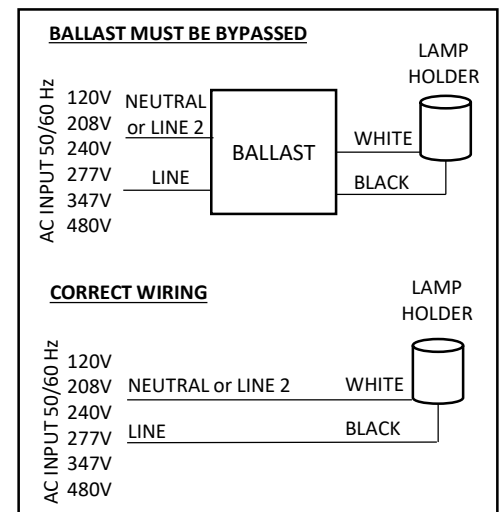 BALLAST MUST BE BYPASSED
LAMP
HOLDER
AC INPUT 50/60 Hz
120V
208V
240V
277V
347V
480V
NEUTRAL
or LINE 2
LINE
BALLAST
WHITE
BLACK
CORRECT WIRING
LAMP
HOLDER
AC INPUT 50/60 Hz
120V
208V
240V
277V
347V
480V
NEUTRAL or LINE 2
WHITE
LINE
BLACK